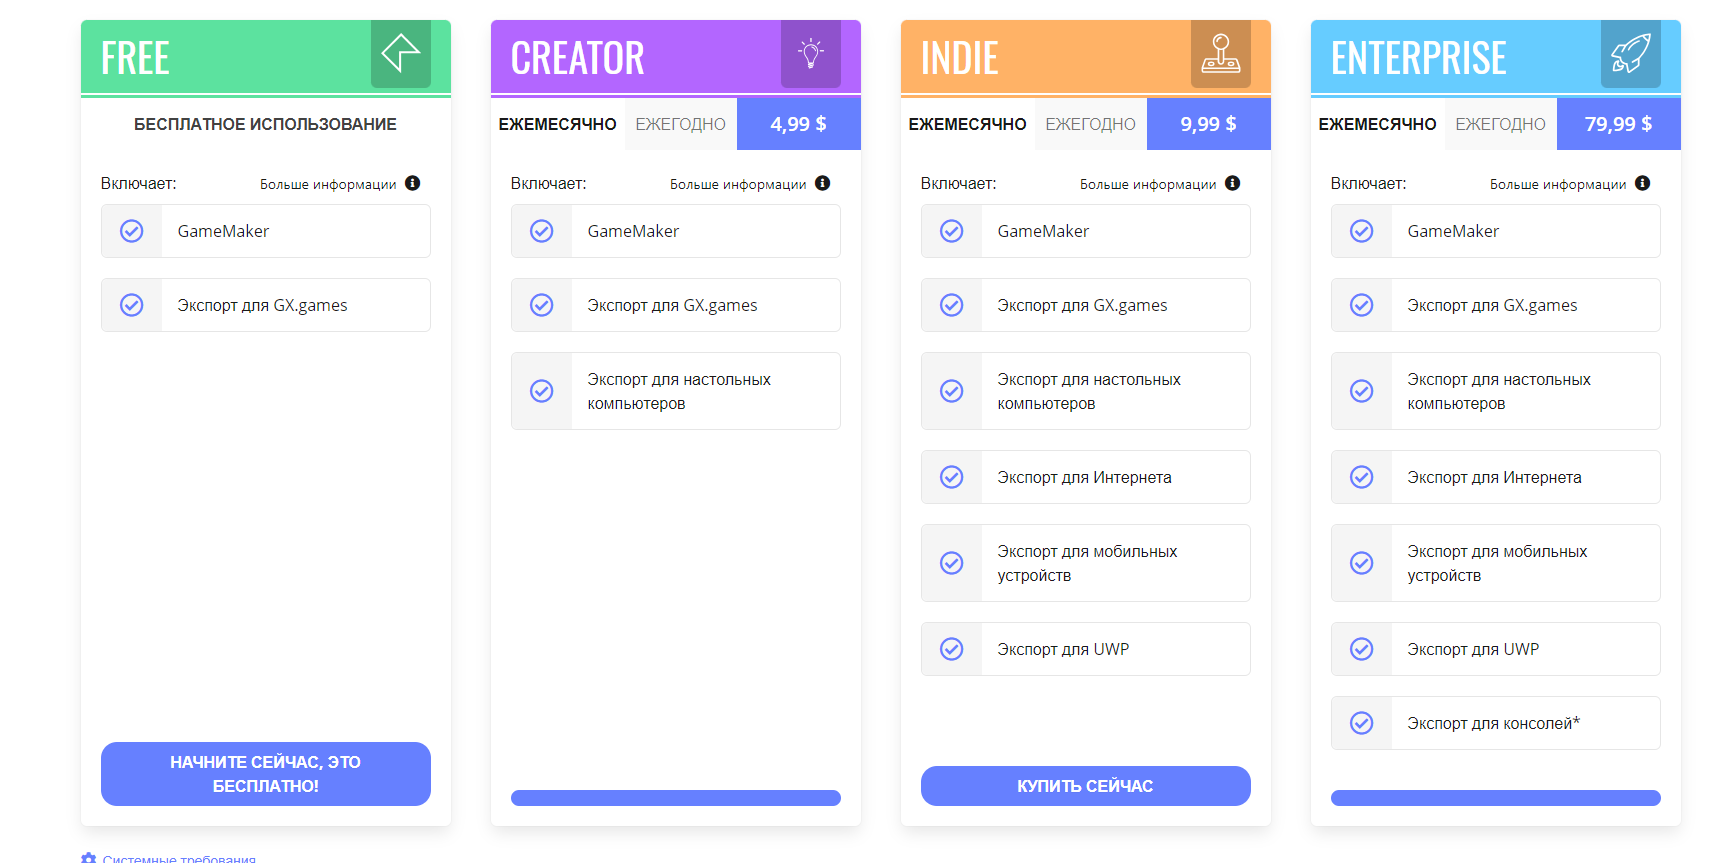 FREE
БЕСПЛАТНОЕ ИСПОЛЬЗОВАНИЕ
Включает:
Больше информации
GameMaker
Экспорт для GX.games
НАЧНИТЕ СЕЙЧАС, ЭТО
БЕСПЛАТНО!
CREATOR
ЕЖЕМЕСЯЧНО ЕЖЕГОДНО 4,99 $
Включает:
Больше информации
GameMaker
Экспорт для GX.games
Экспорт для настольных
компьютеров
INDIE
ЕЖЕМЕСЯЧНО ЕЖЕГОДНО 9,99 $
Включает:
Больше информации
GameMaker
Экспорт для GX.games
Экспорт для настольных
компьютеров
Экспорт для Интернета
Экспорт для мобильных
устройств
Экспорт для UWP
КУПИТЬ СЕЙЧАС
ENTERPRISE
ЕЖЕМЕСЯЧНО ЕЖЕГОДНО 79,99 $
Включает:
Больше информации
GameMaker
Экспорт для GX.games
Экспорт для настольных
компьютеров
Экспорт для Интернета
Экспорт для мобильных
устройств
Экспорт для UWP
Экспорт для консолей*
Системные требования